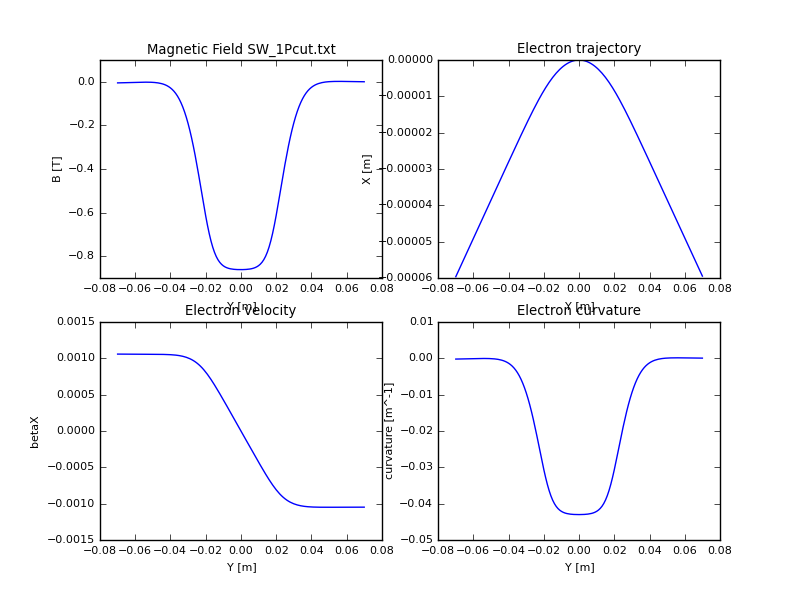 Magnetic Field SW_1Pcut.txt
B [T]
0.0
−0.2
−0.4
−0.6
−0.8
−0.08 −0.06 −0.04 −0.02 0.00 0.02 0.04 0.06 0.08
Y [m]
Electron trajectory
X [m]
0.00000
−0.00001
−0.00002
−0.00003
−0.00004
−0.00005
−0.00006
−0.08 −0.06 −0.04 −0.02 0.00 0.02 0.04 0.06 0.08
Y [m]
Electron velocity
betaX
0.0015
0.0010
0.0005
0.0000
−0.0005
−0.0010
−0.0015
−0.08 −0.06 −0.04 −0.02 0.00 0.02 0.04 0.06 0.08
Y [m]
Electron curvature
curvature [m^-1]
0.01
0.00
−0.01
−0.02
−0.03
−0.04
−0.05
−0.08 −0.06 −0.04 −0.02 0.00 0.02 0.04 0.06 0.08
Y [m]